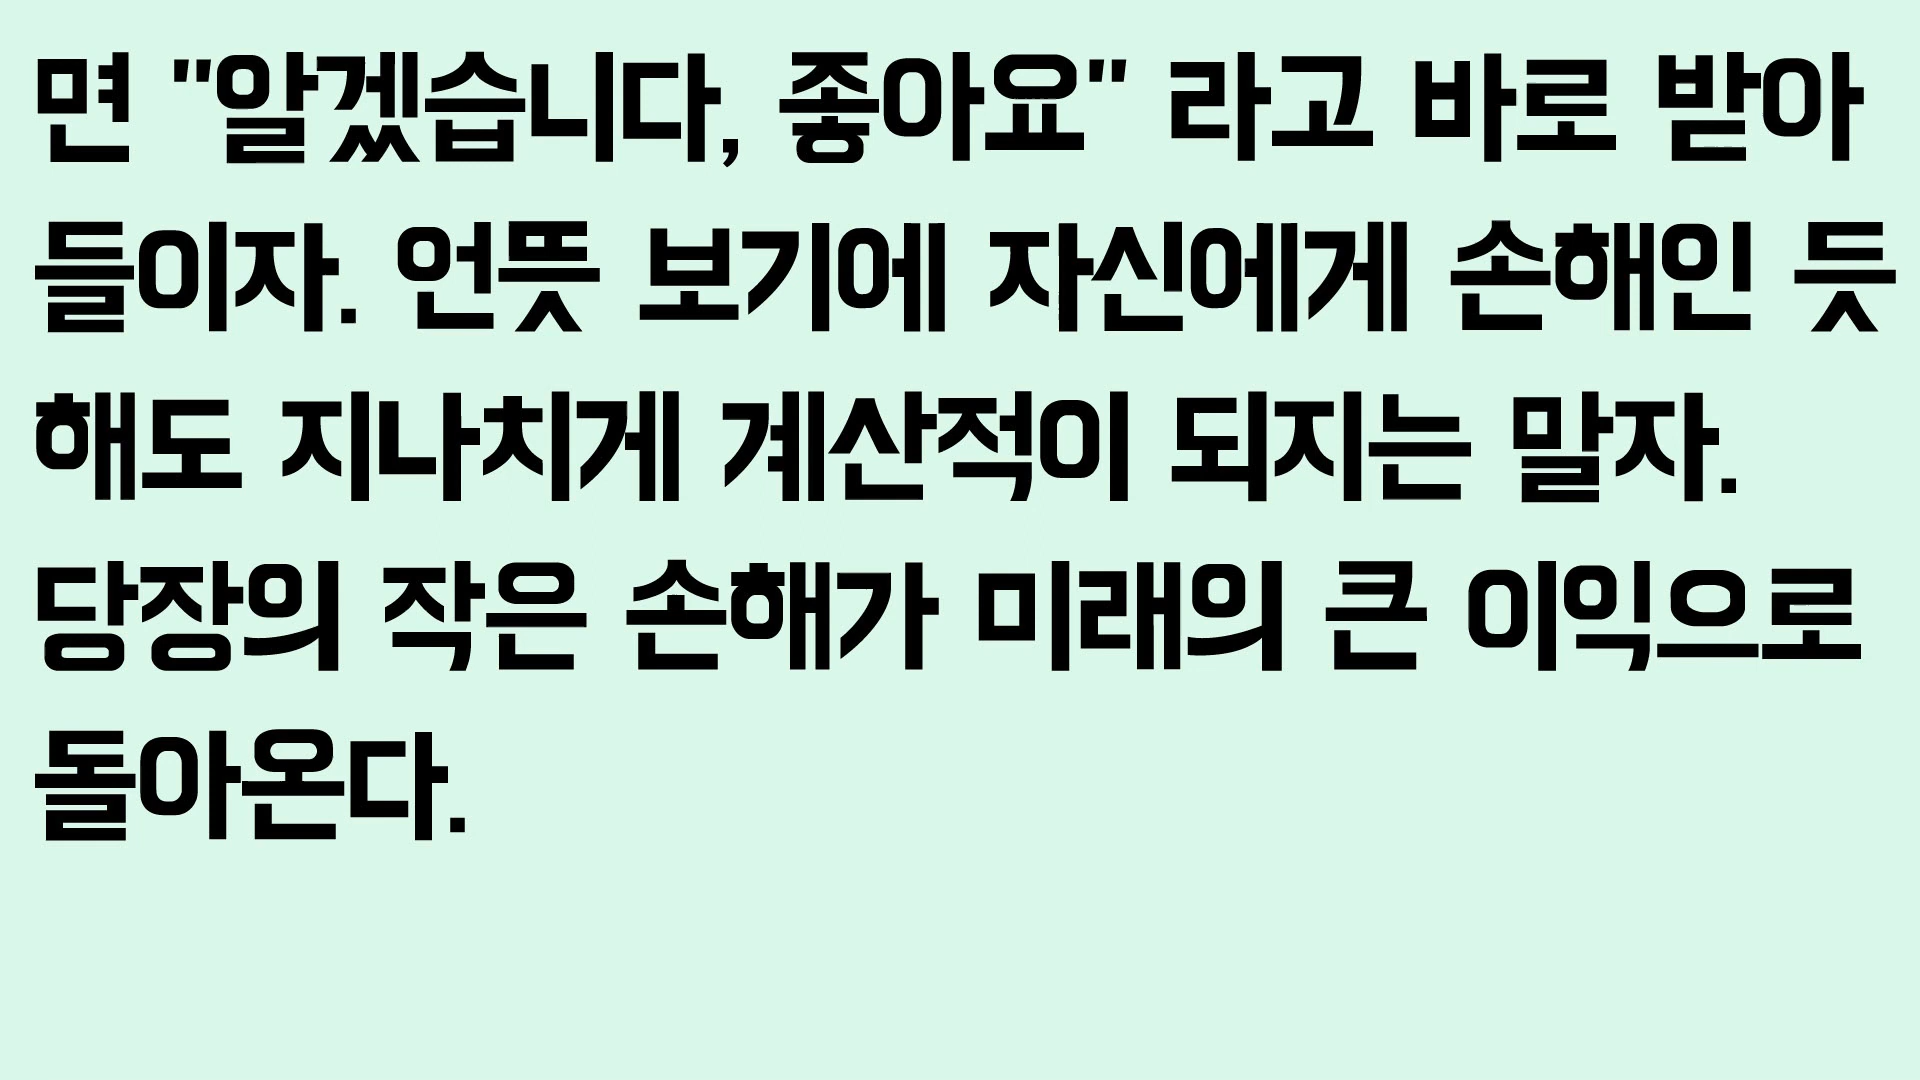 면 "알겠습니다, 좋아요" 라고 바로 받아
들이자. 언뜻 보기에 자신에게 손해인 듯
해도 지나치게 계산적이 되지는 말자.
당장의 작은 손해가 미래의 큰 이익으로
돌아온다.